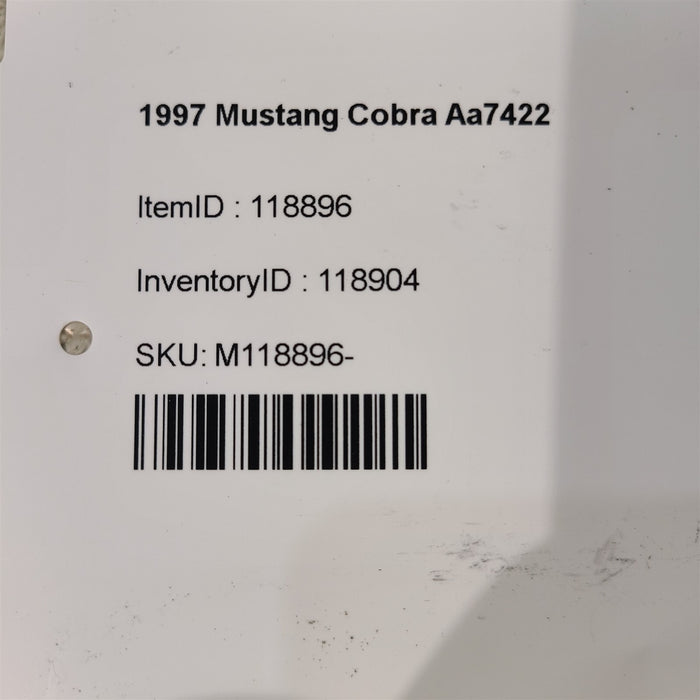 1997 Mustang Cobra Aa7422
ItemID : 118896
InventoryID : 118904
SKU: M118896-